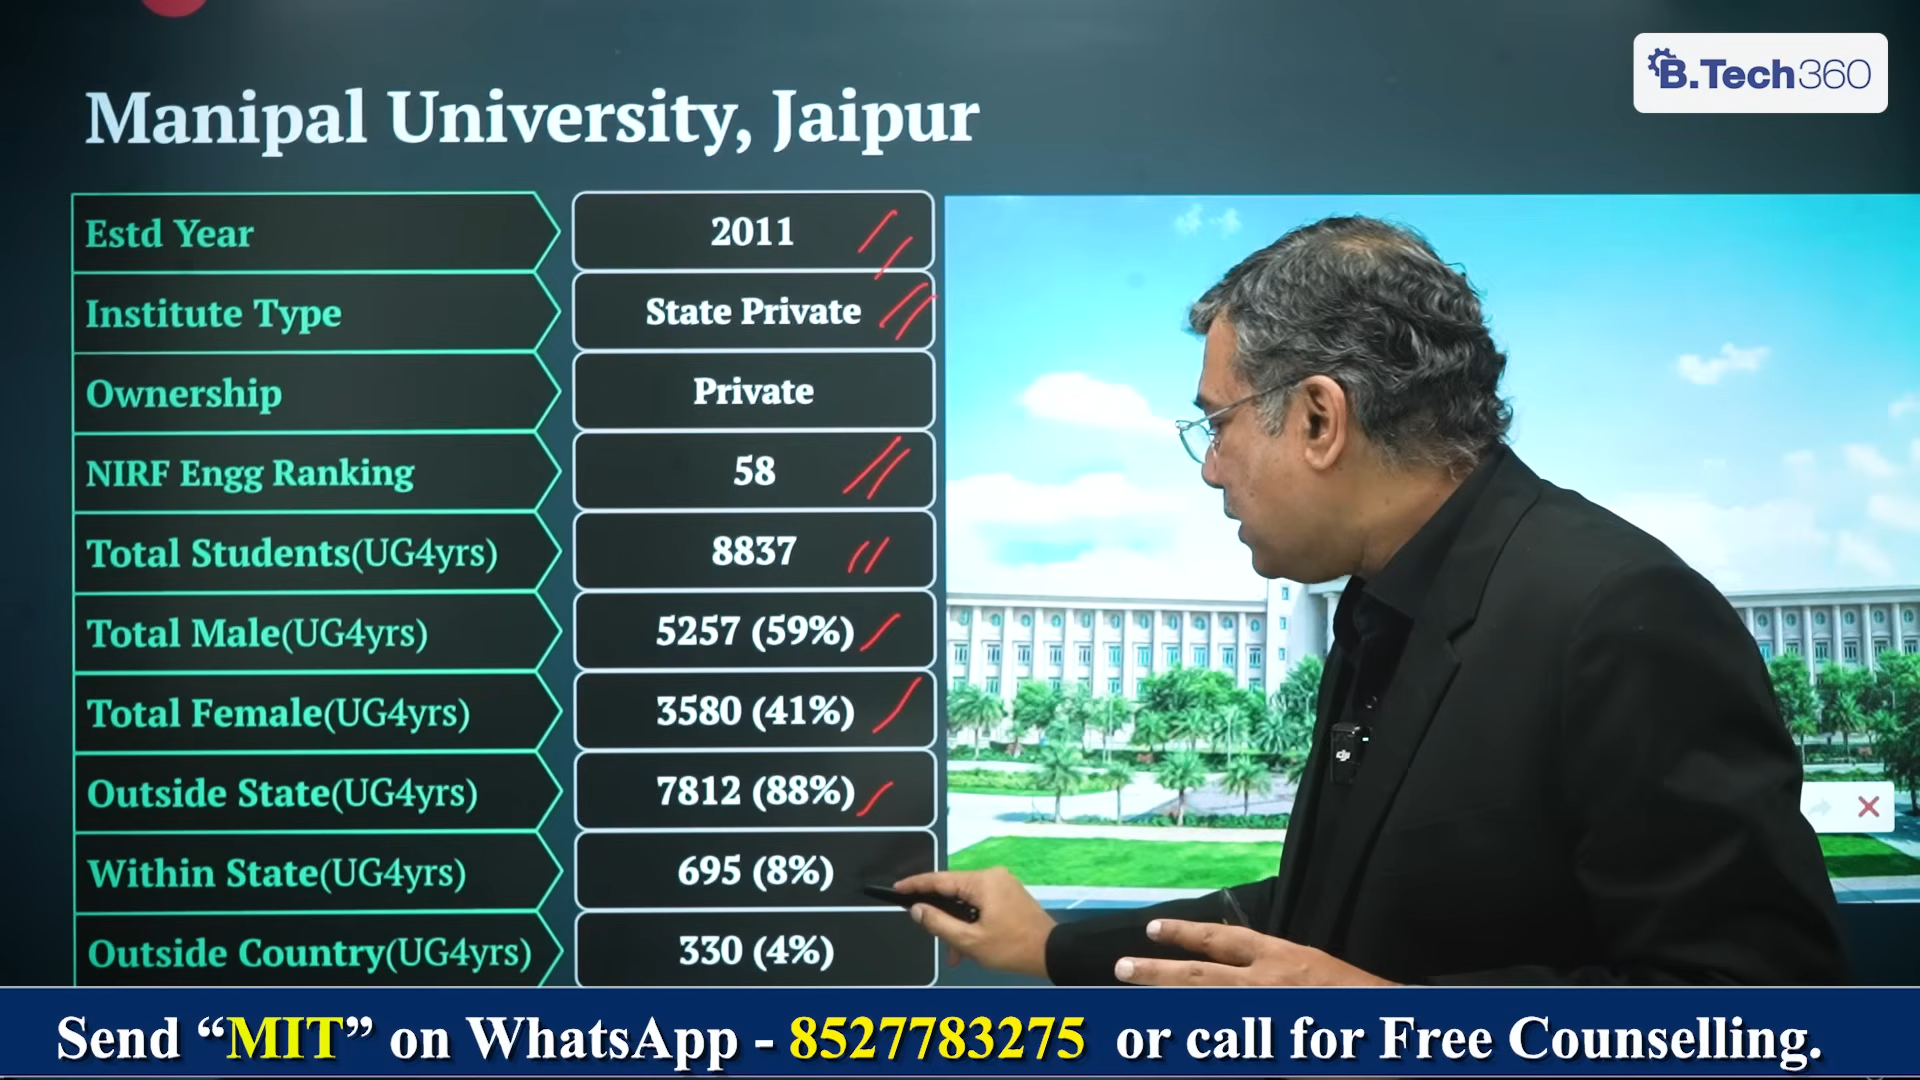 B.Tech360
Manipal University, Jaipur
Estd Year 2011
Institute Type State Private
Ownership Private
NIRF Engg Ranking 58
Total Students(UG4yrs) 8837
Total Male(UG4yrs) 5257 (59%)
Total Female(UG4yrs) 3580 (41%)
Outside State(UG4yrs) 7812 (88%)
Within State(UG4yrs) 695 (8%)
Outside Country(UG4yrs) 330 (4%)
dji
Send “MIT” on WhatsApp - 8527783275 or call for Free Counselling.